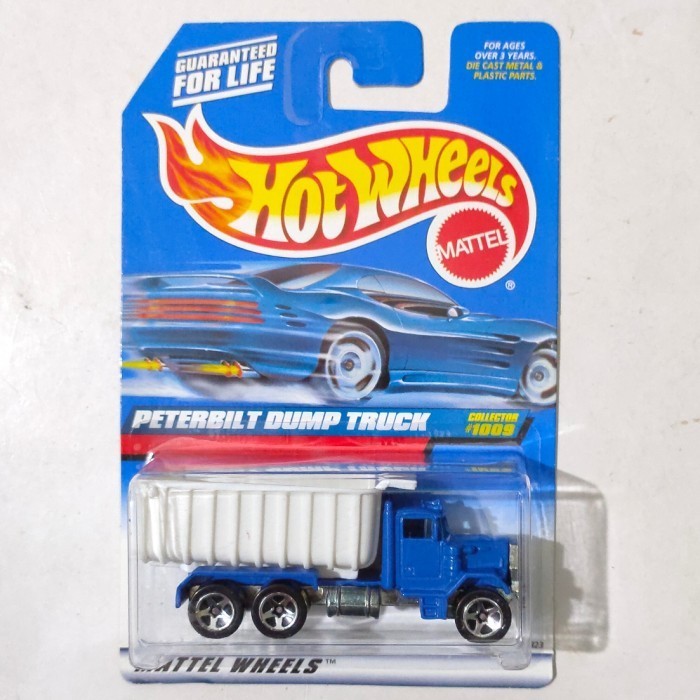 GUARANTEED
FOR LIFE
FOR AGES
OVER 3 YEARS.
DIE CAST METAL &
PLASTIC PARTS.
HOT WHEELS
MATTEL
®
PETERBILT DUMP TRUCK
COLLECTOR
#1009
MATTEL WHEELS™